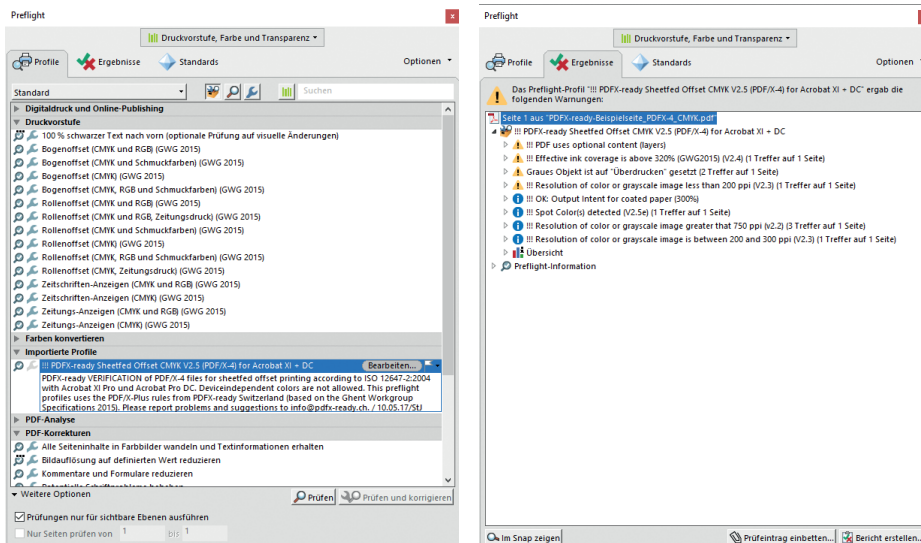 Preflight
x
Druckvorstufe, Farbe und Transparenz
Profile
Ergebnisse
Standards
Optionen
Standard
Suchen
Digitaldruck und Online-Publishing
Druckvorstufe
100 % schwarzer Text nach vorn (optionale Prüfung auf visuelle Änderungen)
Bogenoffset (CMYK und RGB) (GWG 2015)
Bogenoffset (CMYK und Schmuckfarben) (GWG 2015)
Bogenoffset (CMYK) (GWG 2015)
Bogenoffset (CMYK, RGB und Schmuckfarben) (GWG 2015)
Rollenoffset (CMYK und RGB) (GWG 2015)
Rollenoffset (CMYK und RGB, Zeitungsdruck) (GWG 2015)
Rollenoffset (CMYK und Schmuckfarben) (GWG 2015)
Rollenoffset (CMYK) (GWG 2015)
Rollenoffset (CMYK, RGB und Schmuckfarben) (GWG 2015)
Rollenoffset (CMYK, Zeitungsdruck) (GWG 2015)
Zeitschriften-Anzeigen (CMYK und RGB) (GWG 2015)
Zeitschriften-Anzeigen (CMYK) (GWG 2015)
Zeitungs-Anzeigen (CMYK und RGB) (GWG 2015)
Zeitungs-Anzeigen (CMYK) (GWG 2015)
Farben konvertieren
Importierte Profile
!!! PDFX-ready Sheetfed Offset CMYK V2.5 (PDF/X-4) for Acrobat XI + DC
Bearbeiten...
PDFX-ready VERIFICATION of PDF/X-4 files for sheetfed offset printing according to ISO 12647-2:2004
with Acrobat XI Pro and Acrobat Pro DC. Deviceindependent colors are not allowed. This preflight
profiles uses the PDF/X-Plus rules from PDFX-ready Switzerland (based on the Ghent Workgroup
Specifications 2015). Please report problems and suggestions to info@pdfx-ready.ch. / 10.05.17/StJ
PDF-Analyse
PDF-Korrekturen
Alle Seiteninhalte in Farbbilder wandeln und Textinformationen erhalten
Bildauflösung auf definierten Wert reduzieren
Kommentare und Formulare reduzieren
Potentielle Schriftprobleme beheben
Weitere Optionen
Prüfen
Prüfen und korrigieren
Prüfungen nur für sichtbare Ebenen ausführen
Nur Seiten prüfen von 1 bis 1
Preflight
Druckvorstufe, Farbe und Transparenz
Profile
Ergebnisse
Standards
Optionen
Das Preflight-Profil "!!! PDFX-ready Sheetfed Offset CMYK V2.5 (PDF/X-4) for Acrobat XI + DC" ergab die
folgenden Warnungen:
Seite 1 aus "PDFX-ready-Beispielseite_PDFX-4_CMYK.pdf"
!!! PDFX-ready Sheetfed Offset CMYK V2.5 (PDF/X-4) for Acrobat XI + DC
!!! PDF uses optional content (layers)
!!! Effective ink coverage is above 320% (GWG2015) (V2.4) (1 Treffer auf 1 Seite)
Graues Objekt ist auf "Überdrucken" gesetzt (2 Treffer auf 1 Seite)
!!! Resolution of color or grayscale image less than 200 ppi (V2.3) (1 Treffer auf 1 Seite)
!!! OK: Output Intent for coated paper (300%)
!!! Spot Color(s) detected (V2.5e) (1 Treffer auf 1 Seite)
!!! Resolution of color or grayscale image greater that 750 ppi (v2.2) (3 Treffer auf 1 Seite)
!!! Resolution of color or grayscale image is between 200 and 300 ppi (V2.3) (1 Treffer auf 1 Seite)
Übersicht
Preflight-Information
Im Snap zeigen
Prüfeintrag einbetten...
Bericht erstellen...